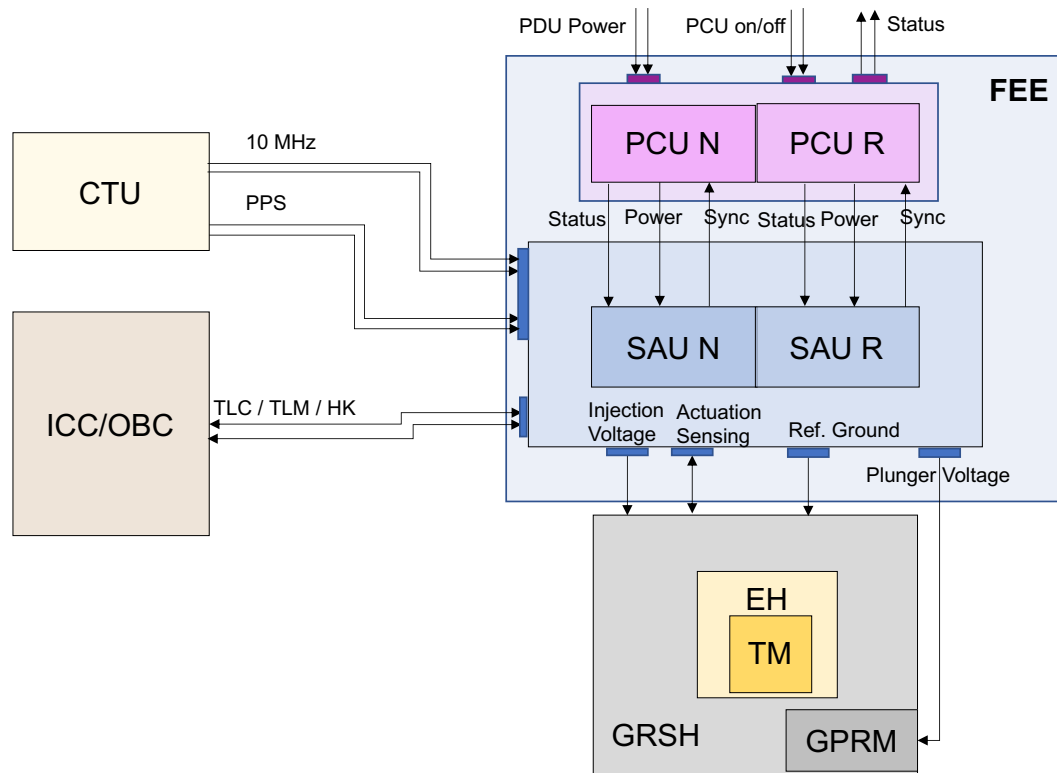 PDU Power
PCU on/off
Status
FEE
PCU N
PCU R
10 MHz
CTU
PPS
Status
Power
Sync
Status
Power
Sync
SAU N
SAU R
ICC/OBC
TLC / TLM / HK
Injection
Voltage
Actuation
Sensing
Ref. Ground
Plunger Voltage
EH
TM
GRSH
GPRM